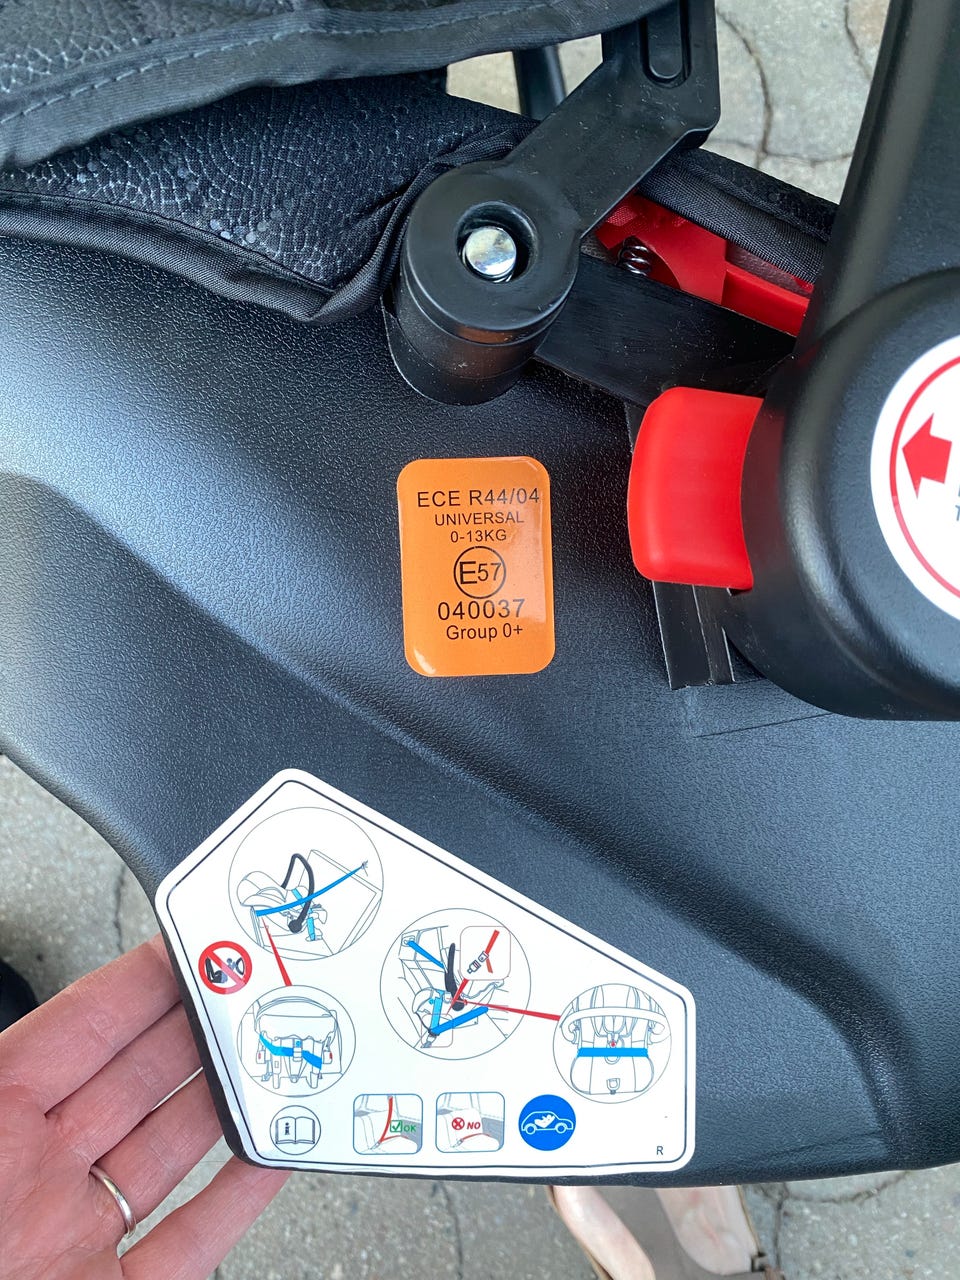 ECE R44/04
UNIVERSAL
0-13KG
E57
040037
Group 0+
OK
NO
R